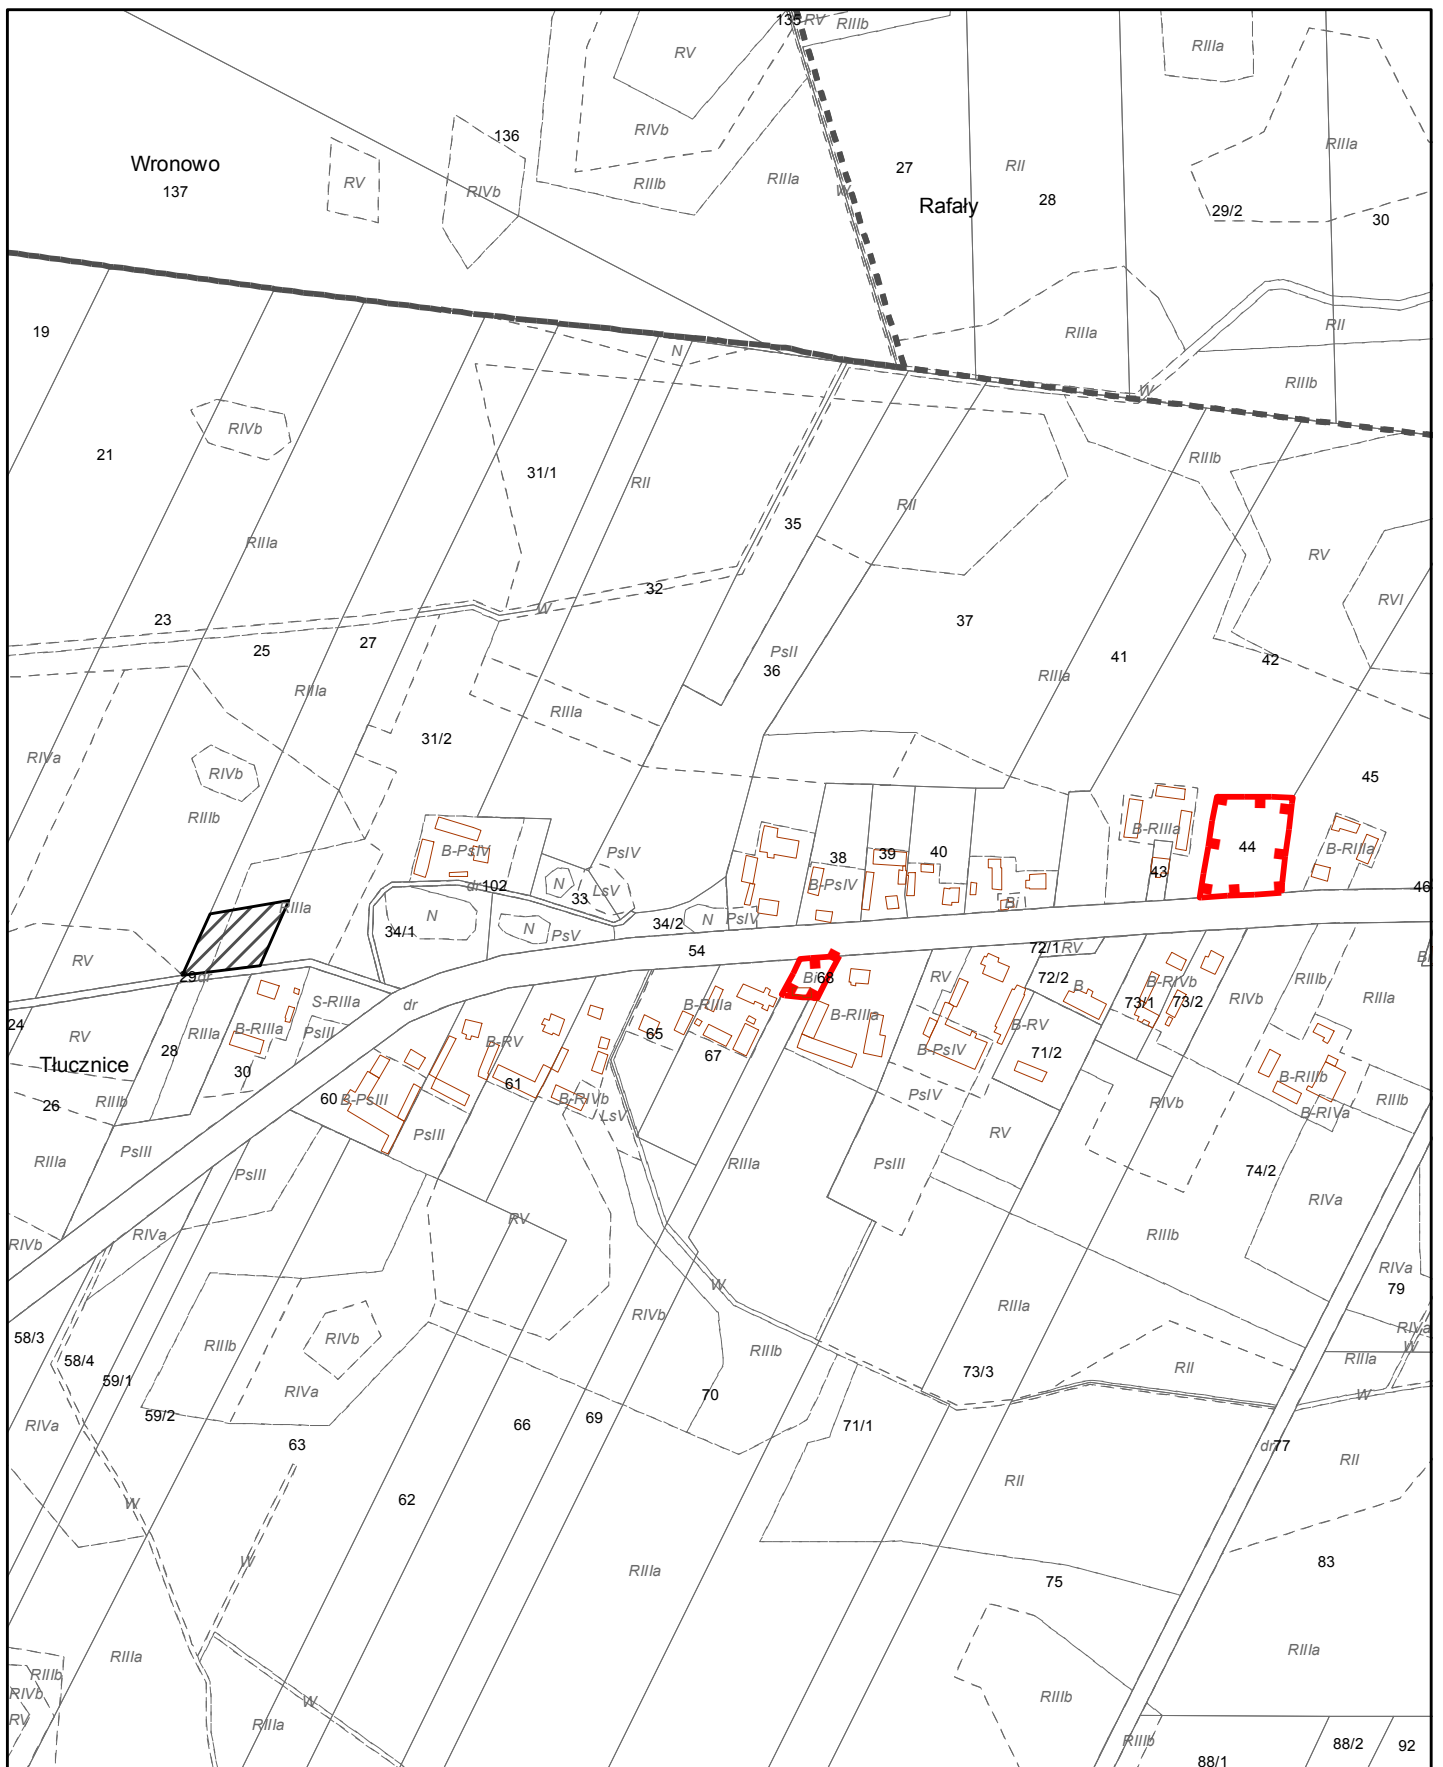 135
RV
RIIIb
RV
RIIIa
RIVb
136
RIIIa
Wronowo
137
RV
RIVb
RIIIb
RIIIa
W
27
RII
28
Rafały
29/2
30
19
N
RIIIa
RII
RIIIb
W
21
RIVb
31/1
RII
35
RII
RIIIb
RV
RIIIa
32
W
RVI
23
25
27
37
PsII
36
41
42
RIIIa
RIIIa
RIIIa
31/2
RIVa
RIVb
45
RIIIb
B-RIIIa
44
B-RIIIa
B-PsIV
PsIV
38
39
40
43
dr
102
N
LsV
33
B-PsIV
Bi
46
RIIIa
N
34/1
N
PsV
34/2
N
PsIV
54
72/1
RV
RV
29
dr
Bi
68
RV
72/2
B
B-RIVb
RIIIb
Bi
24
S-RIIIa
dr
B-RIIIa
73/1
73/2
RIVb
RIIIa
RV
RIIIa
B-RIIIa
PsIII
65
B-RIIIa
B-RV
B-RV
Tłucznice
28
30
67
B-PsIV
71/2
26
RIIIb
60
B-PsIII
61
B-RIVb
LsV
PsIV
RIVb
B-RIIIb
B-RIVa
RIIIb
PsIII
RV
RIIIa
PsIII
PsIII
RIIIa
PsIII
74/2
RIVa
RV
RIVb
RIVa
RIIIb
W
RIVa
79
RIIIa
58/3
RIIIb
RIVb
RIVb
RIIIb
RIVa
W
58/4
59/1
RIVa
73/3
RII
RIIIa
W
59/2
RIVa
66
69
70
71/1
63
dr
77
RII
RII
62
W
W
RIIIa
75
83
RIIIa
RIIIa
RIIIb
RIVb
RV
W
RIIIa
RIIIb
RIIIb
88/1
88/2
92